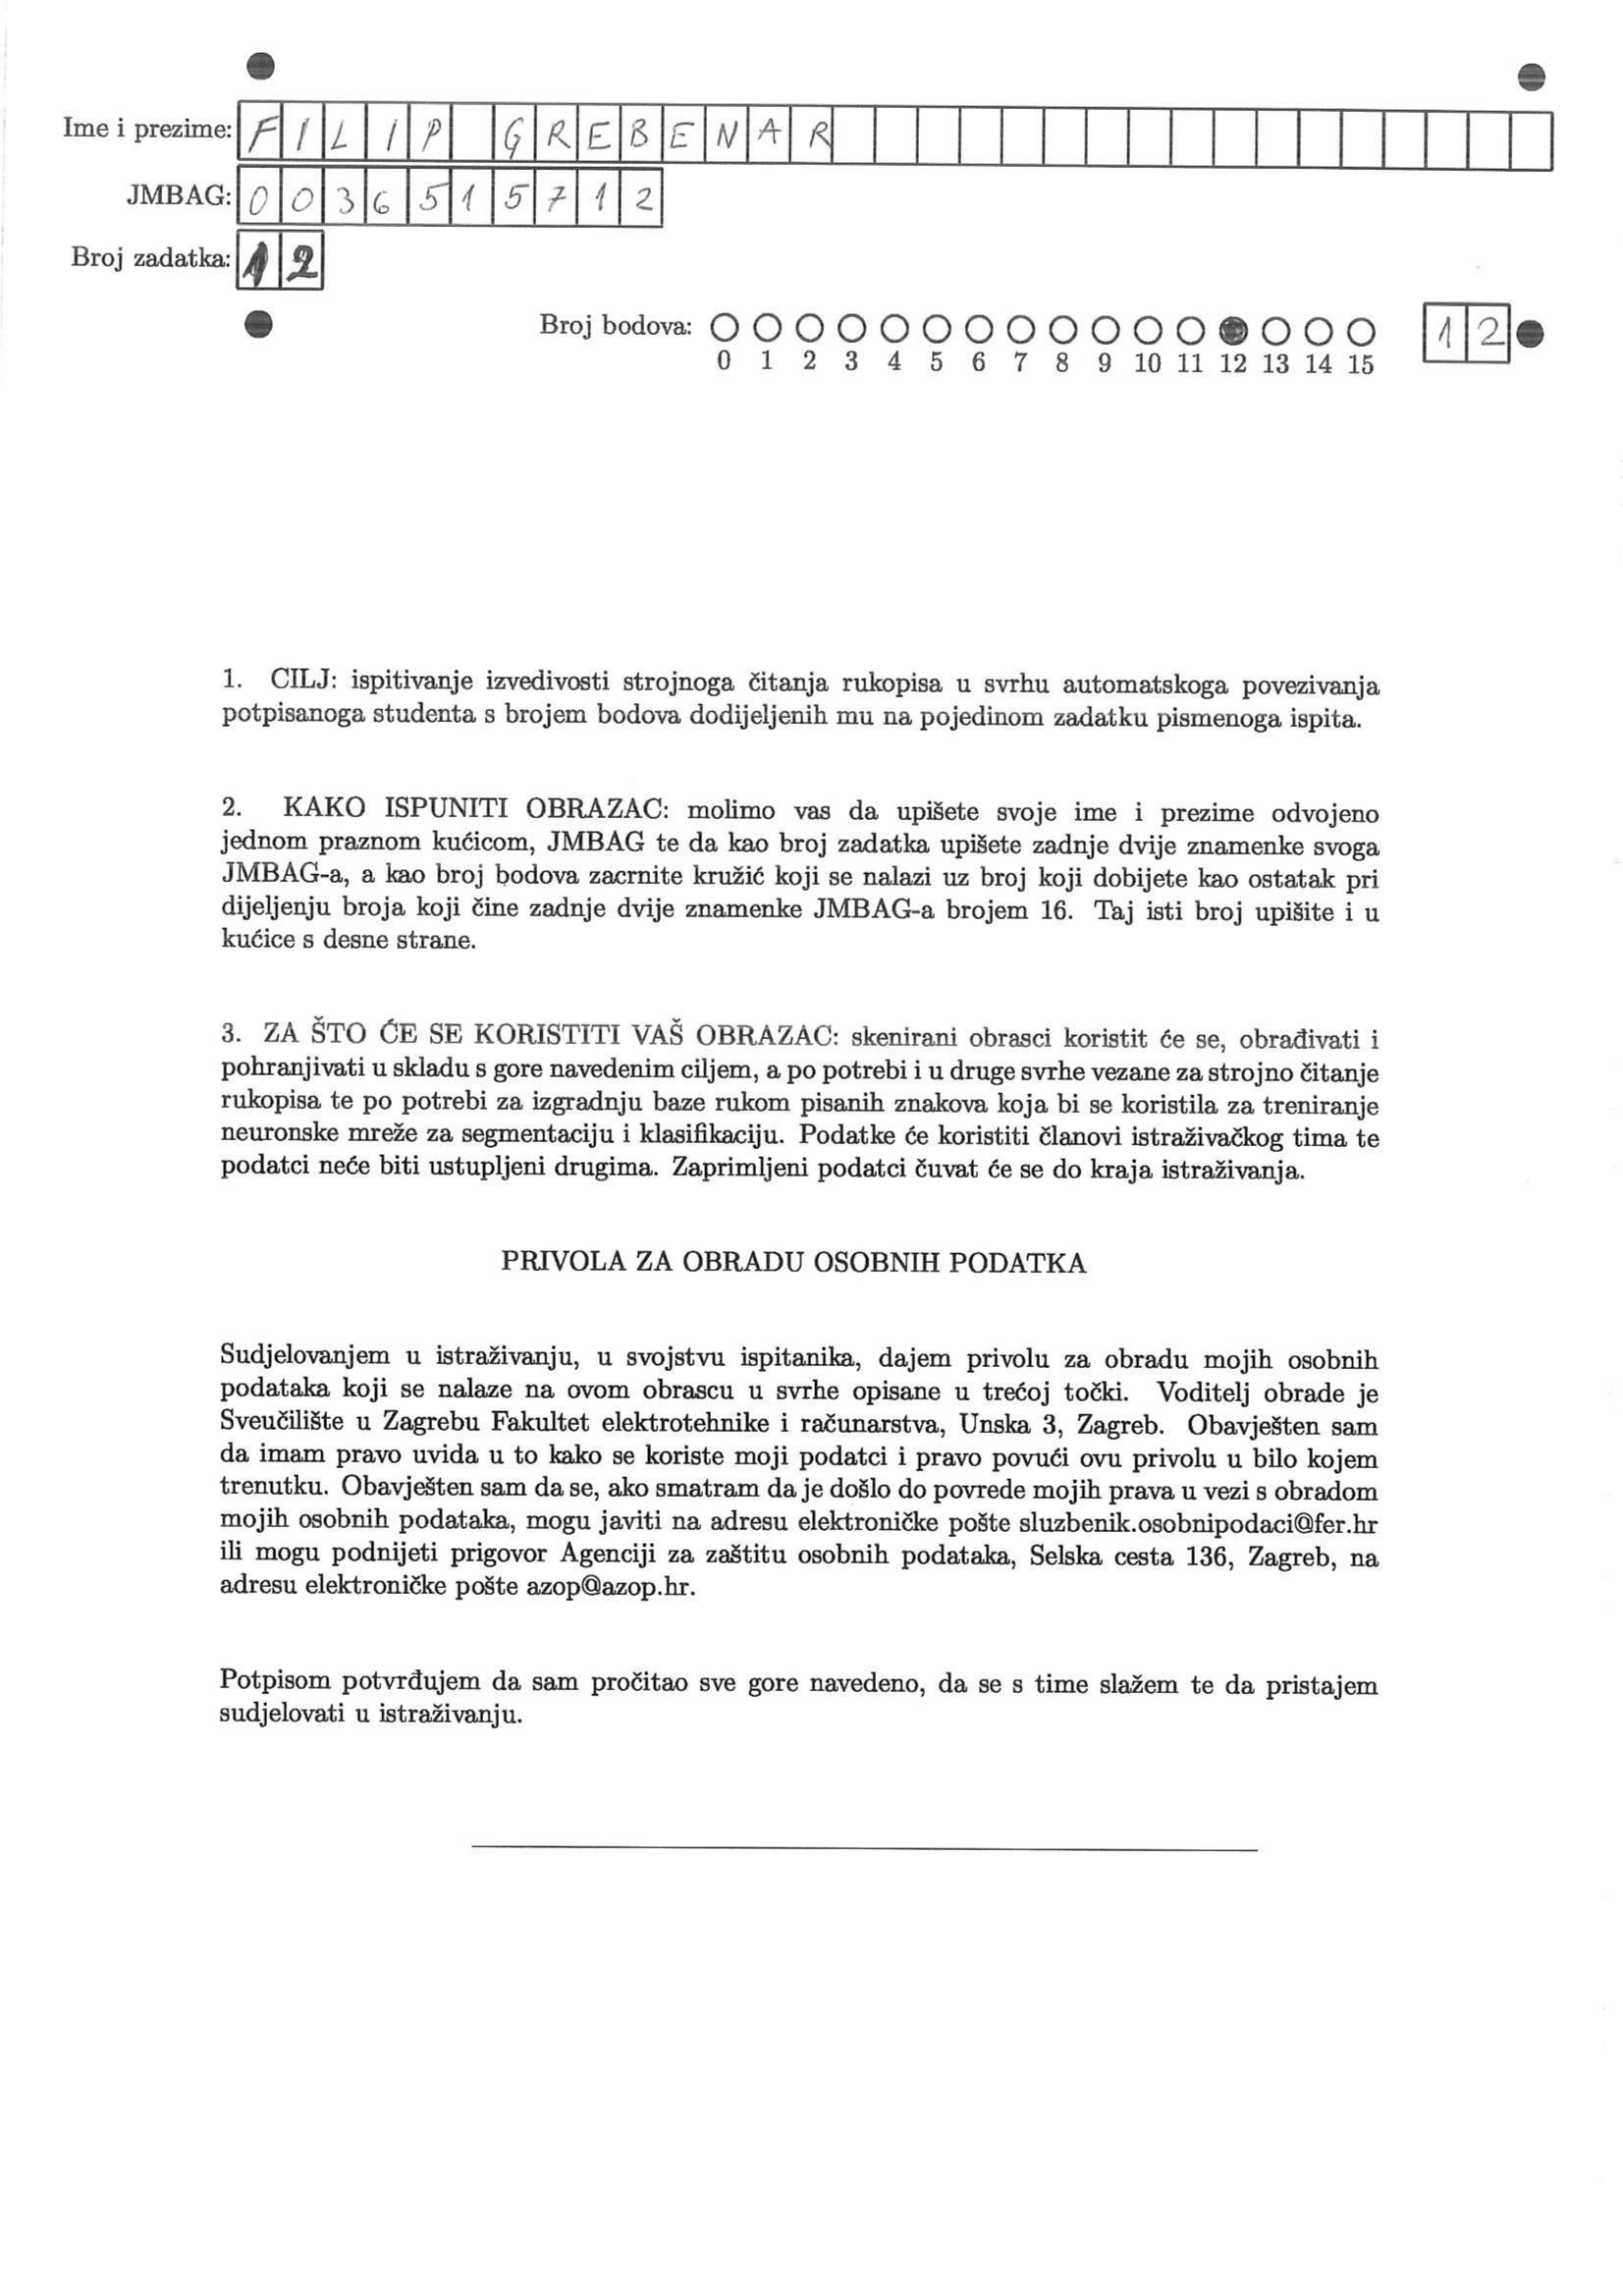 Ime i prezime: FILIP GREBENAR
JMBAG: 0036515712
Broj zadatka: 12
Broj bodova: 12
0 1 2 3 4 5 6 7 8 9 10 11 12 13 14 15
1. CILJ: ispitivanje izvedivosti strojnoga čitanja rukopisa u svrhu automatskoga povezivanja
potpisanoga studenta s brojem bodova dodijeljenih mu na pojedinom zadatku pismenoga ispita.
2. KAKO ISPUNITI OBRAZAC: molimo vas da upišete svoje ime i prezime odvojeno
jednom praznom kućicom, JMBAG te da kao broj zadatka upišete zadnje dvije znamenke svoga
JMBAG-a, a kao broj bodova zacrnite kružić koji se nalazi uz broj koji dobijete kao ostatak pri
dijeljenju broja koji čine zadnje dvije znamenke JMBAG-a brojem 16. Taj isti broj upišite i u
kućice s desne strane.
3. ZA ŠTO ĆE SE KORISTITI VAŠ OBRAZAC: skenirani obrasci koristit će se, obrađivati i
pohranjivati u skladu s gore navedenim ciljem, a po potrebi i u druge svrhe vezane za strojno čitanje
rukopisa te po potrebi za izgradnju baze rukom pisanih znakova koja bi se koristila za treniranje
neuronske mreže za segmentaciju i klasifikaciju. Podatke će koristiti članovi istraživačkog tima te
podatci neće biti ustupljeni drugima. Zaprimljeni podatci čuvat će se do kraja istraživanja.
PRIVOLA ZA OBRADU OSOBNIH PODATKA
Sudjelovanjem u istraživanju, u svojstvu ispitanika, dajem privolu za obradu mojih osobnih
podataka koji se nalaze na ovom obrascu u svrhe opisane u trećoj točki. Voditelj obrade je
Sveučilište u Zagrebu Fakultet elektrotehnike i računarstva, Unska 3, Zagreb. Obavješten sam
da imam pravo uvida u to kako se koriste moji podatci i pravo povući ovu privolu u bilo kojem
trenutku. Obavješten sam da se, ako smatram da je došlo do povrede mojih prava u vezi s obradom
mojih osobnih podataka, mogu javiti na adresu elektroničke pošte sluzbenik.osobnipodaci@fer.hr
ili mogu podnijeti prigovor Agenciji za zaštitu osobnih podataka, Selska cesta 136, Zagreb, na
adresu elektroničke pošte azop@azop.hr.
Potpisom potvrđujem da sam pročitao sve gore navedeno, da se s time slažem te da pristajem
sudjelovati u istraživanju.